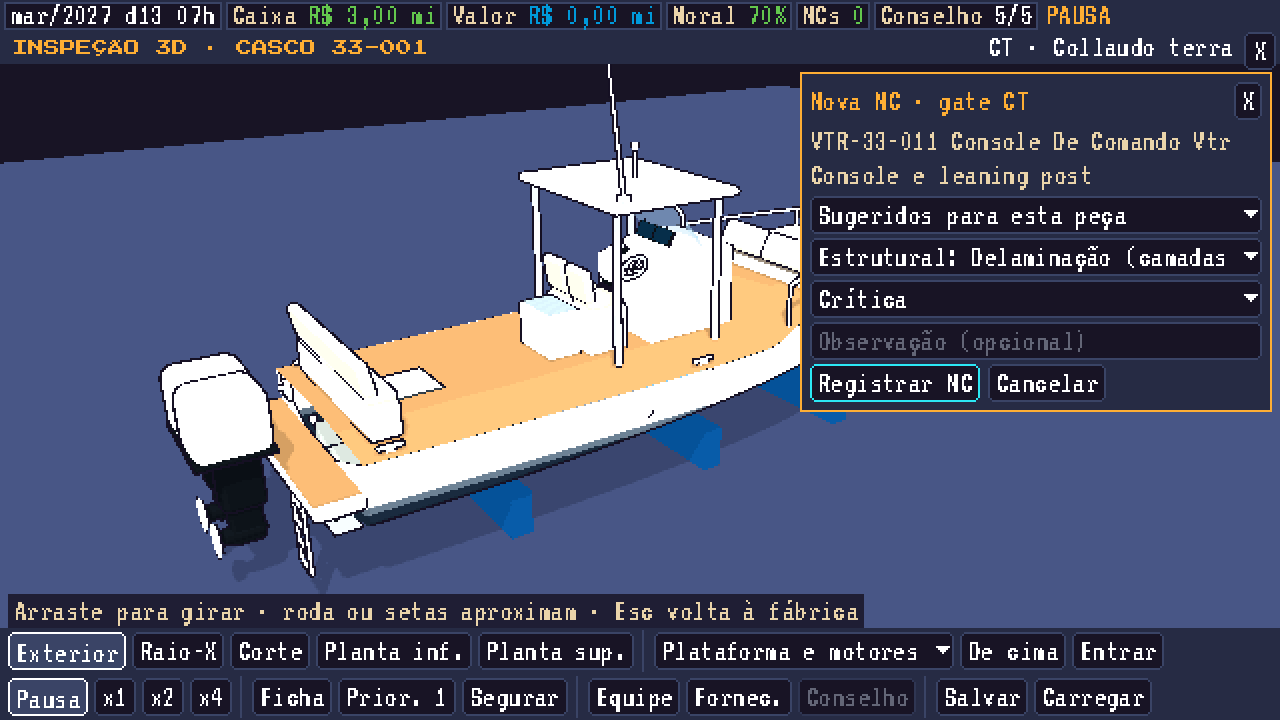 mar/2027 d13 07h Caixa R$ 3,00 mi Valor R$ 0,00 mi Moral 70% NCs 0 Conselho 5/5 PAUSA
INSPEÇÃO 3D · CASCO 33-001 CT · Collaudo terra X
Nova NC · gate CT X
VTR-33-011 Console De Comando Vtr
Console e leaning post
Sugeridos para esta peça
Estrutural: Delaminação (camadas
Crítica
Observação (opcional)
Registrar NC Cancelar
Arraste para girar · roda ou setas aproximam · Esc volta à fábrica
Exterior Raio-X Corte Planta inf. Planta sup. Plataforma e motores De cima Entrar
Pausa x1 x2 x4 Ficha Prior. 1 Segurar Equipe Fornec. Conselho Salvar Carregar